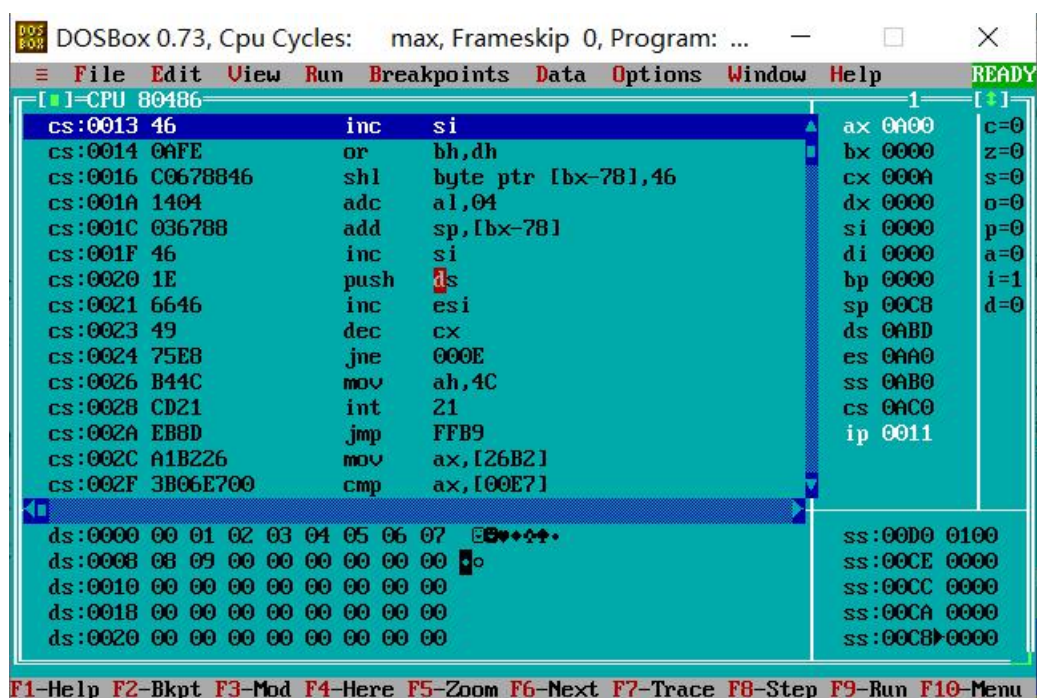 DOSBox 0.73, Cpu Cycles: max, Frameskip 0, Program: ...
≡ File Edit View Run Breakpoints Data Options Window Help READY
[■]=CPU 80486 1 [↕]
cs:0013 46 inc si ax 0A00 c=0
cs:0014 0AFE or bh,dh bx 0000 z=0
cs:0016 C0678846 shl byte ptr [bx-78],46 cx 000A s=0
cs:001A 1404 adc al,04 dx 0000 o=0
cs:001C 036788 add sp,[bx-78] si 0000 p=0
cs:001F 46 inc si di 0000 a=0
cs:0020 1E push ds bp 0000 i=1
cs:0021 6646 inc esi sp 00C8 d=0
cs:0023 49 dec cx ds 0ABD
cs:0024 75E8 jne 000E es 0AA0
cs:0026 B44C mov ah,4C ss 0AB0
cs:0028 CD21 int 21 cs 0AC0
cs:002A EB8D jmp FFB9 ip 0011
cs:002C A1B226 mov ax,[26B2]
cs:002F 3B06E700 cmp ax,[00E7]
ds:0000 00 01 02 03 04 05 06 07 ☺☻♥♦♣♠• ss:00D0 0100
ds:0008 08 09 00 00 00 00 00 00 ◘○ ss:00CE 0000
ds:0010 00 00 00 00 00 00 00 00 ss:00CC 0000
ds:0018 00 00 00 00 00 00 00 00 ss:00CA 0000
ds:0020 00 00 00 00 00 00 00 00 ss:00C8►0000
F1-Help F2-Bkpt F3-Mod F4-Here F5-Zoom F6-Next F7-Trace F8-Step F9-Run F10-Menu